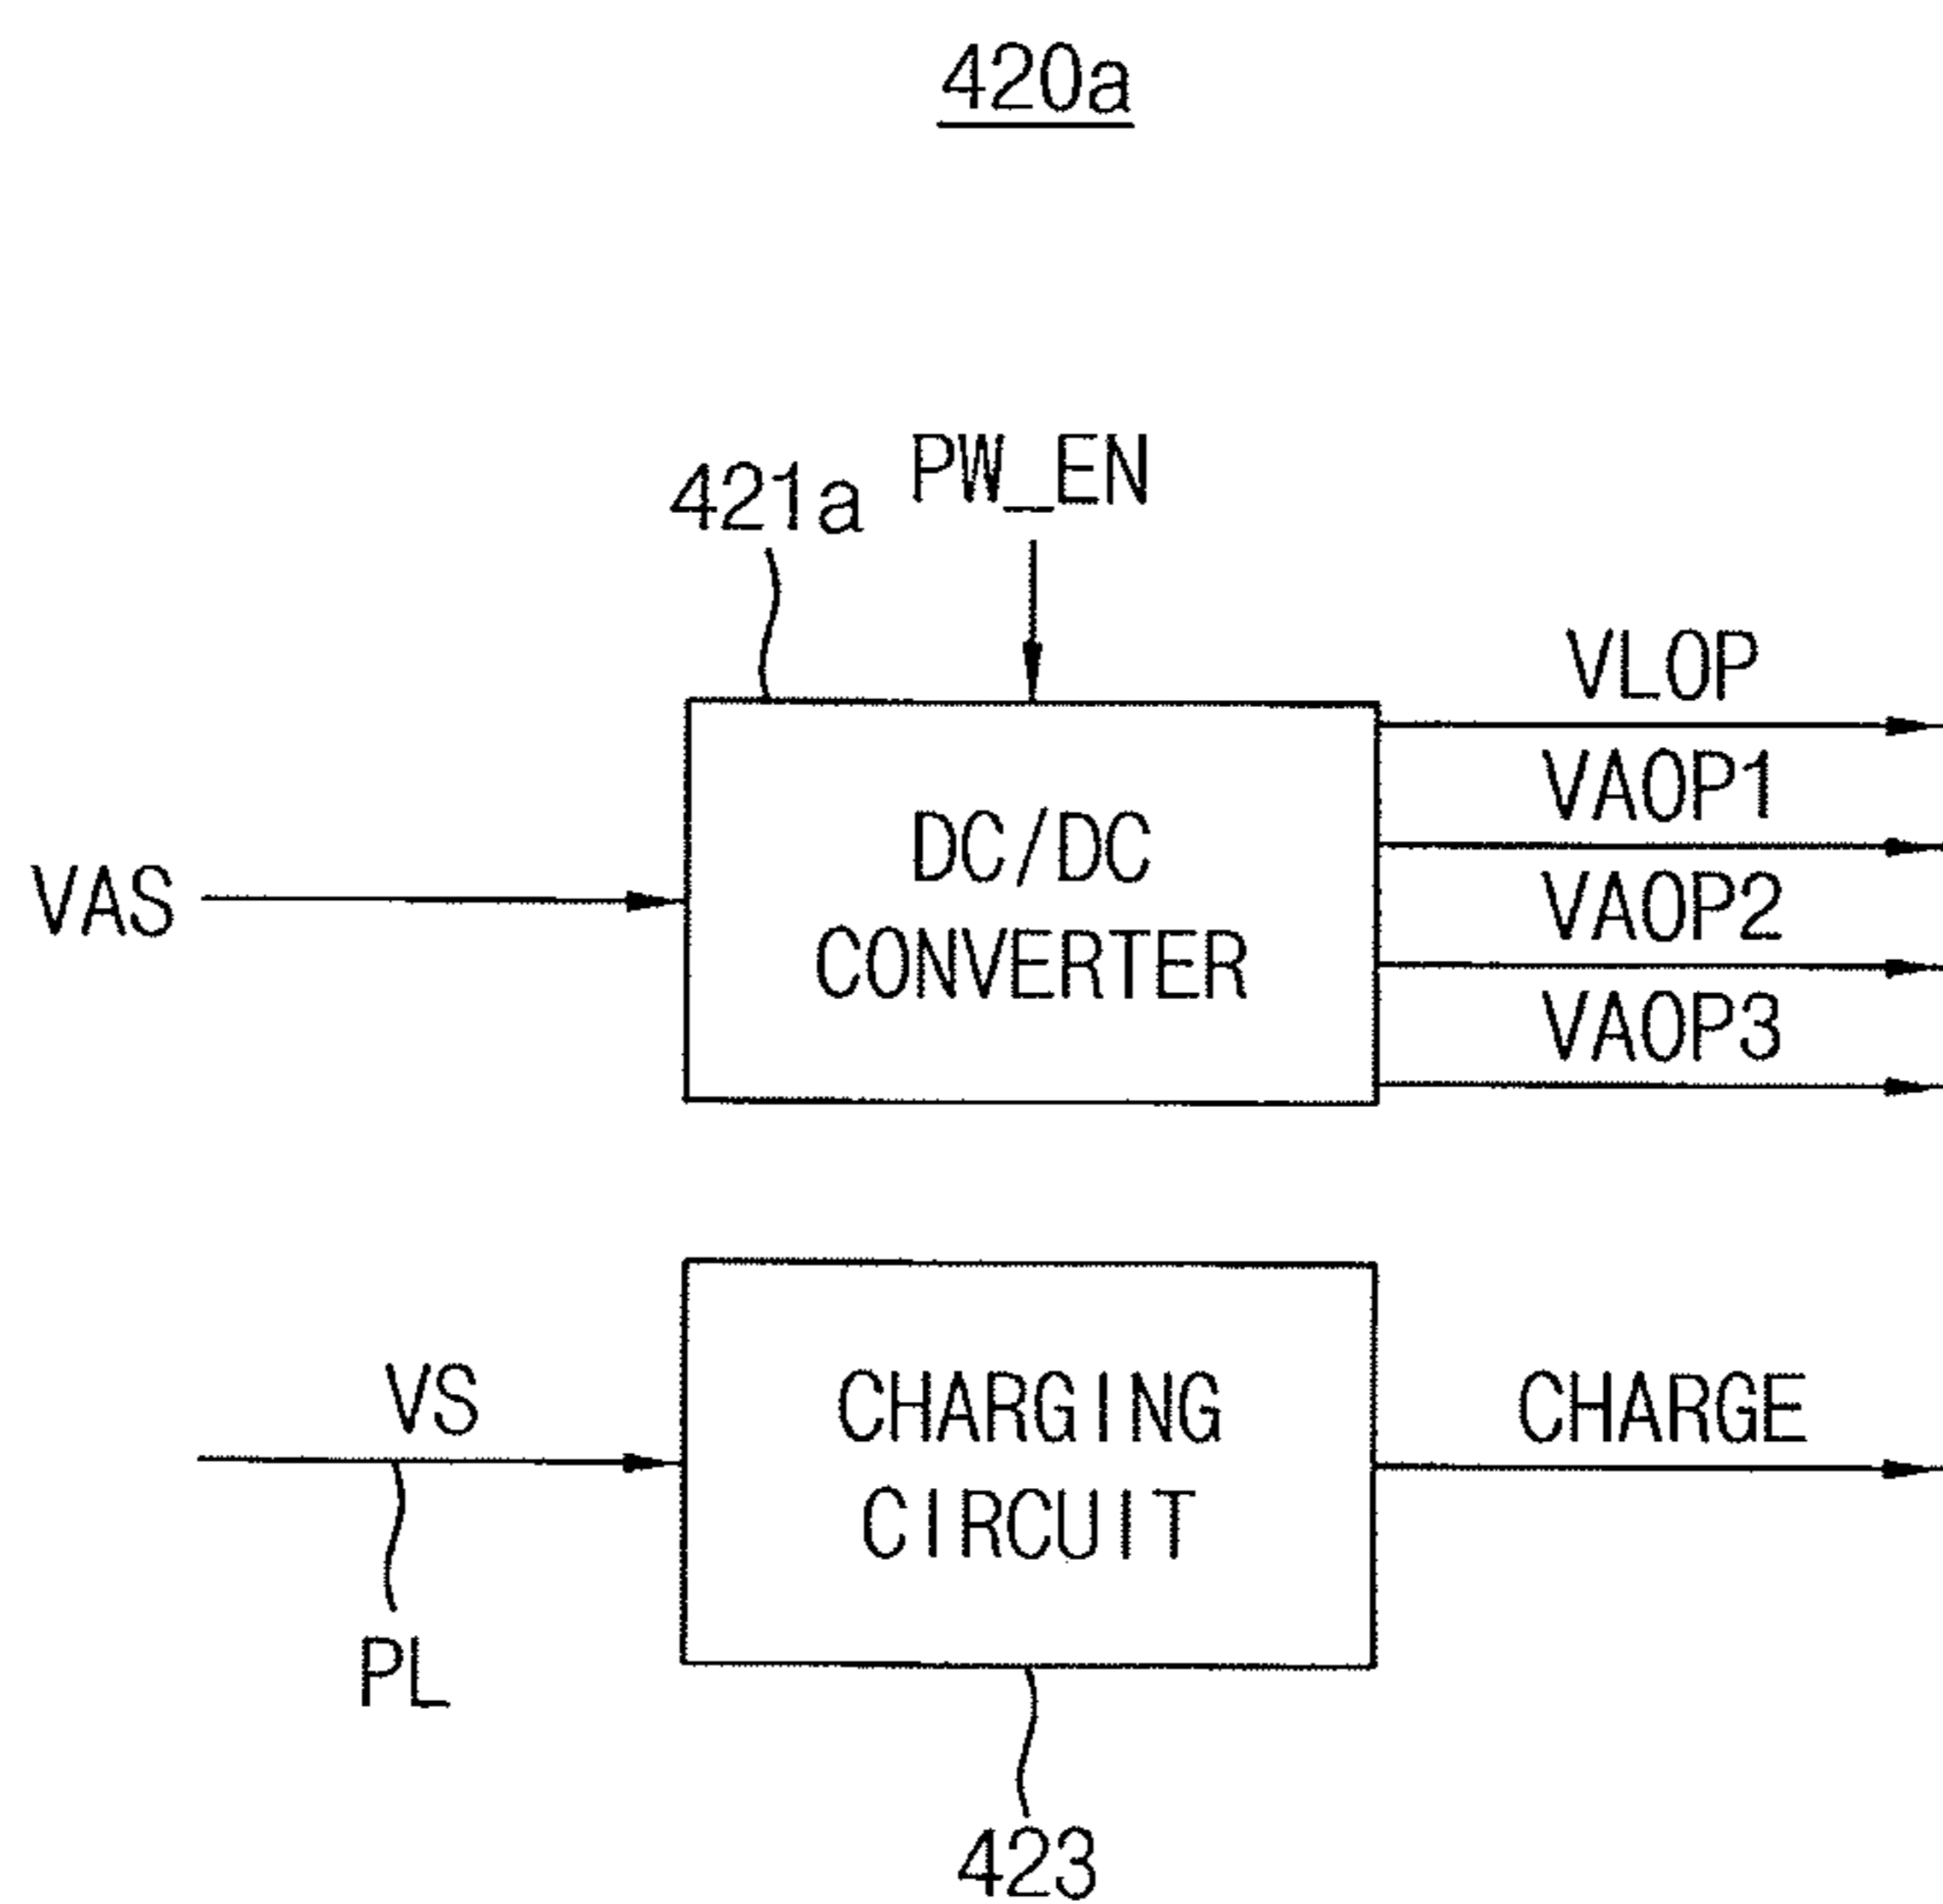 420a
421a
PW_EN
VAS
DC/DC
CONVERTER
VLOP
VAOP1
VAOP2
VAOP3
VS
PL
CHARGING
CIRCUIT
CHARGE
423